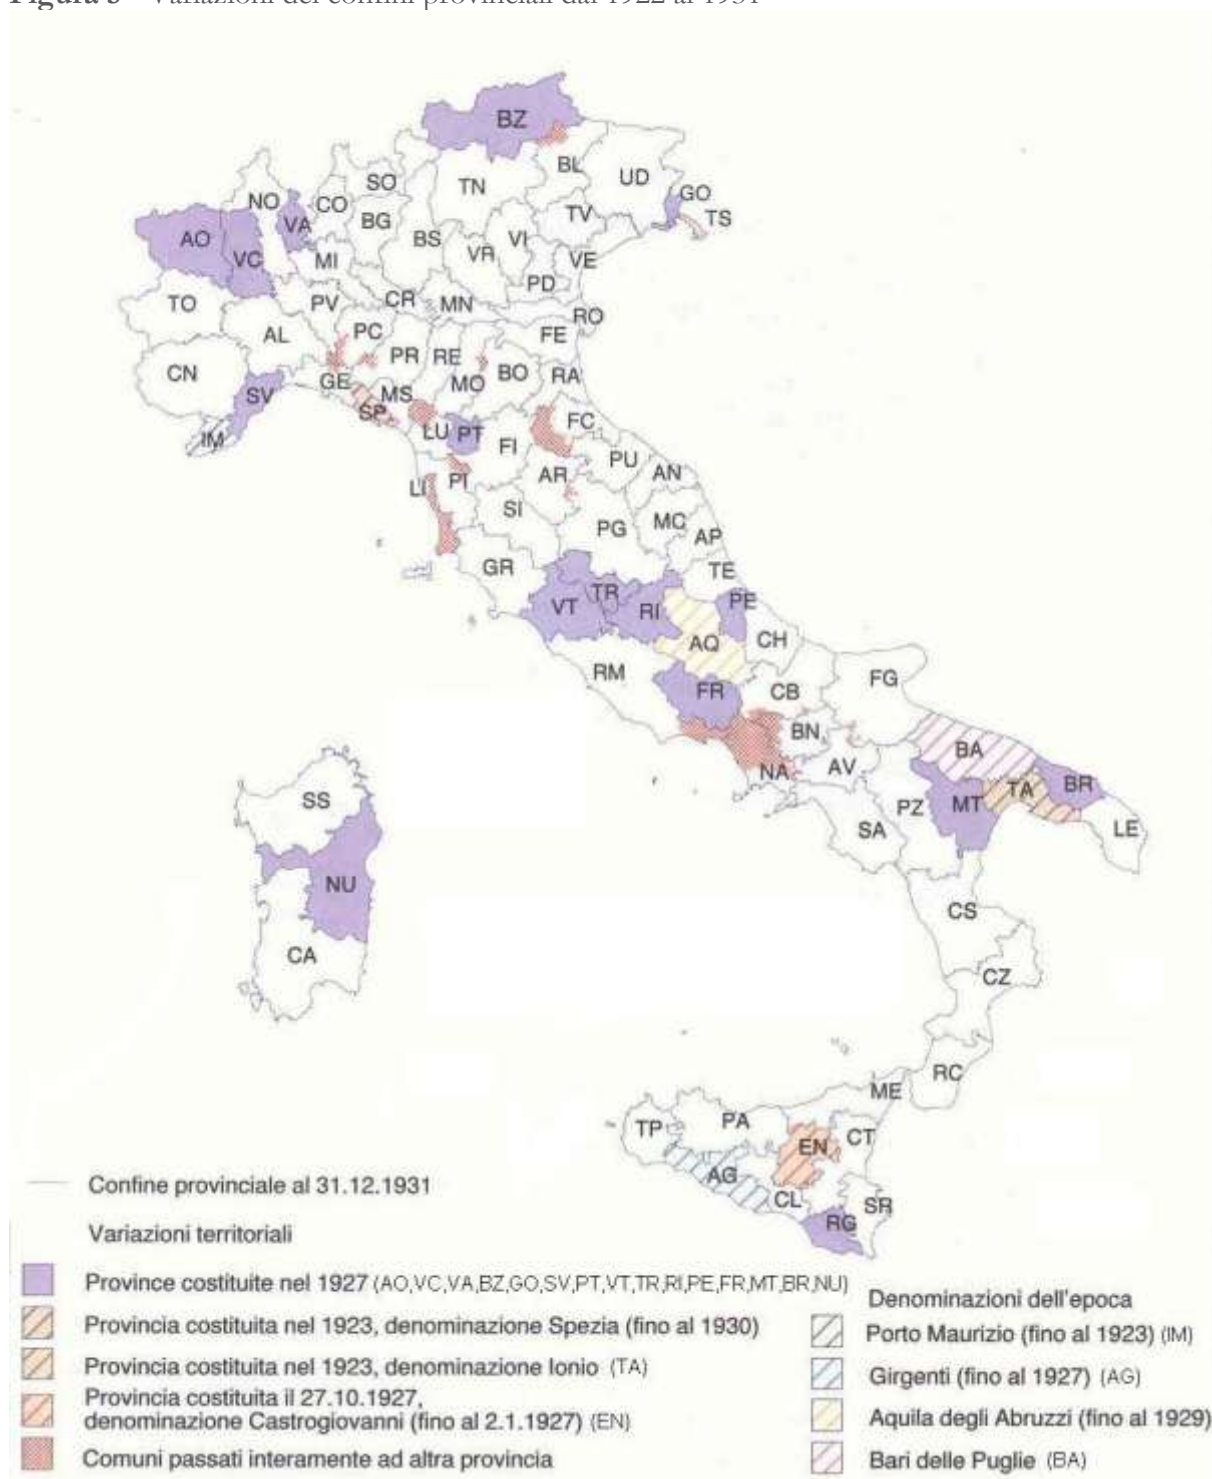 Figura 3 - Variazioni dei confini provinciali dal 1922 al 1931
BZ
BL
UD
SO
TN
GO
NO
CO
TS
VA
BG
TV
AO
BS
VI
VC
VR
MI
VE
PD
TO
PV
CR
MN
RO
AL
PC
FE
PR
RE
CN
GE
MO
BO
RA
SV
MS
SP
FC
IM
LU
PT
FI
PU
AN
LI
PI
AR
SI
PG
MC
AP
GR
TE
VT
TR
RI
PE
AQ
CH
RM
FG
FR
CB
BN
BA
NA
AV
SS
TA
BR
MT
PZ
SA
LE
NU
CS
CA
CZ
RC
ME
TP
PA
CT
EN
AG
CL
SR
RG
Confine provinciale al 31.12.1931
Variazioni territoriali
Province costituite nel 1927 (AO,VC,VA,BZ,GO,SV,PT,VT,TR,RI,PE,FR,MT,BR,NU)
Provincia costituita nel 1923, denominazione Spezia (fino al 1930)
Provincia costituita nel 1923, denominazione Ionio (TA)
Provincia costituita il 27.10.1927,
denominazione Castrogiovanni (fino al 2.1.1927) (EN)
Comuni passati interamente ad altra provincia
Denominazioni dell'epoca
Porto Maurizio (fino al 1923) (IM)
Girgenti (fino al 1927) (AG)
Aquila degli Abruzzi (fino al 1929)
Bari delle Puglie (BA)